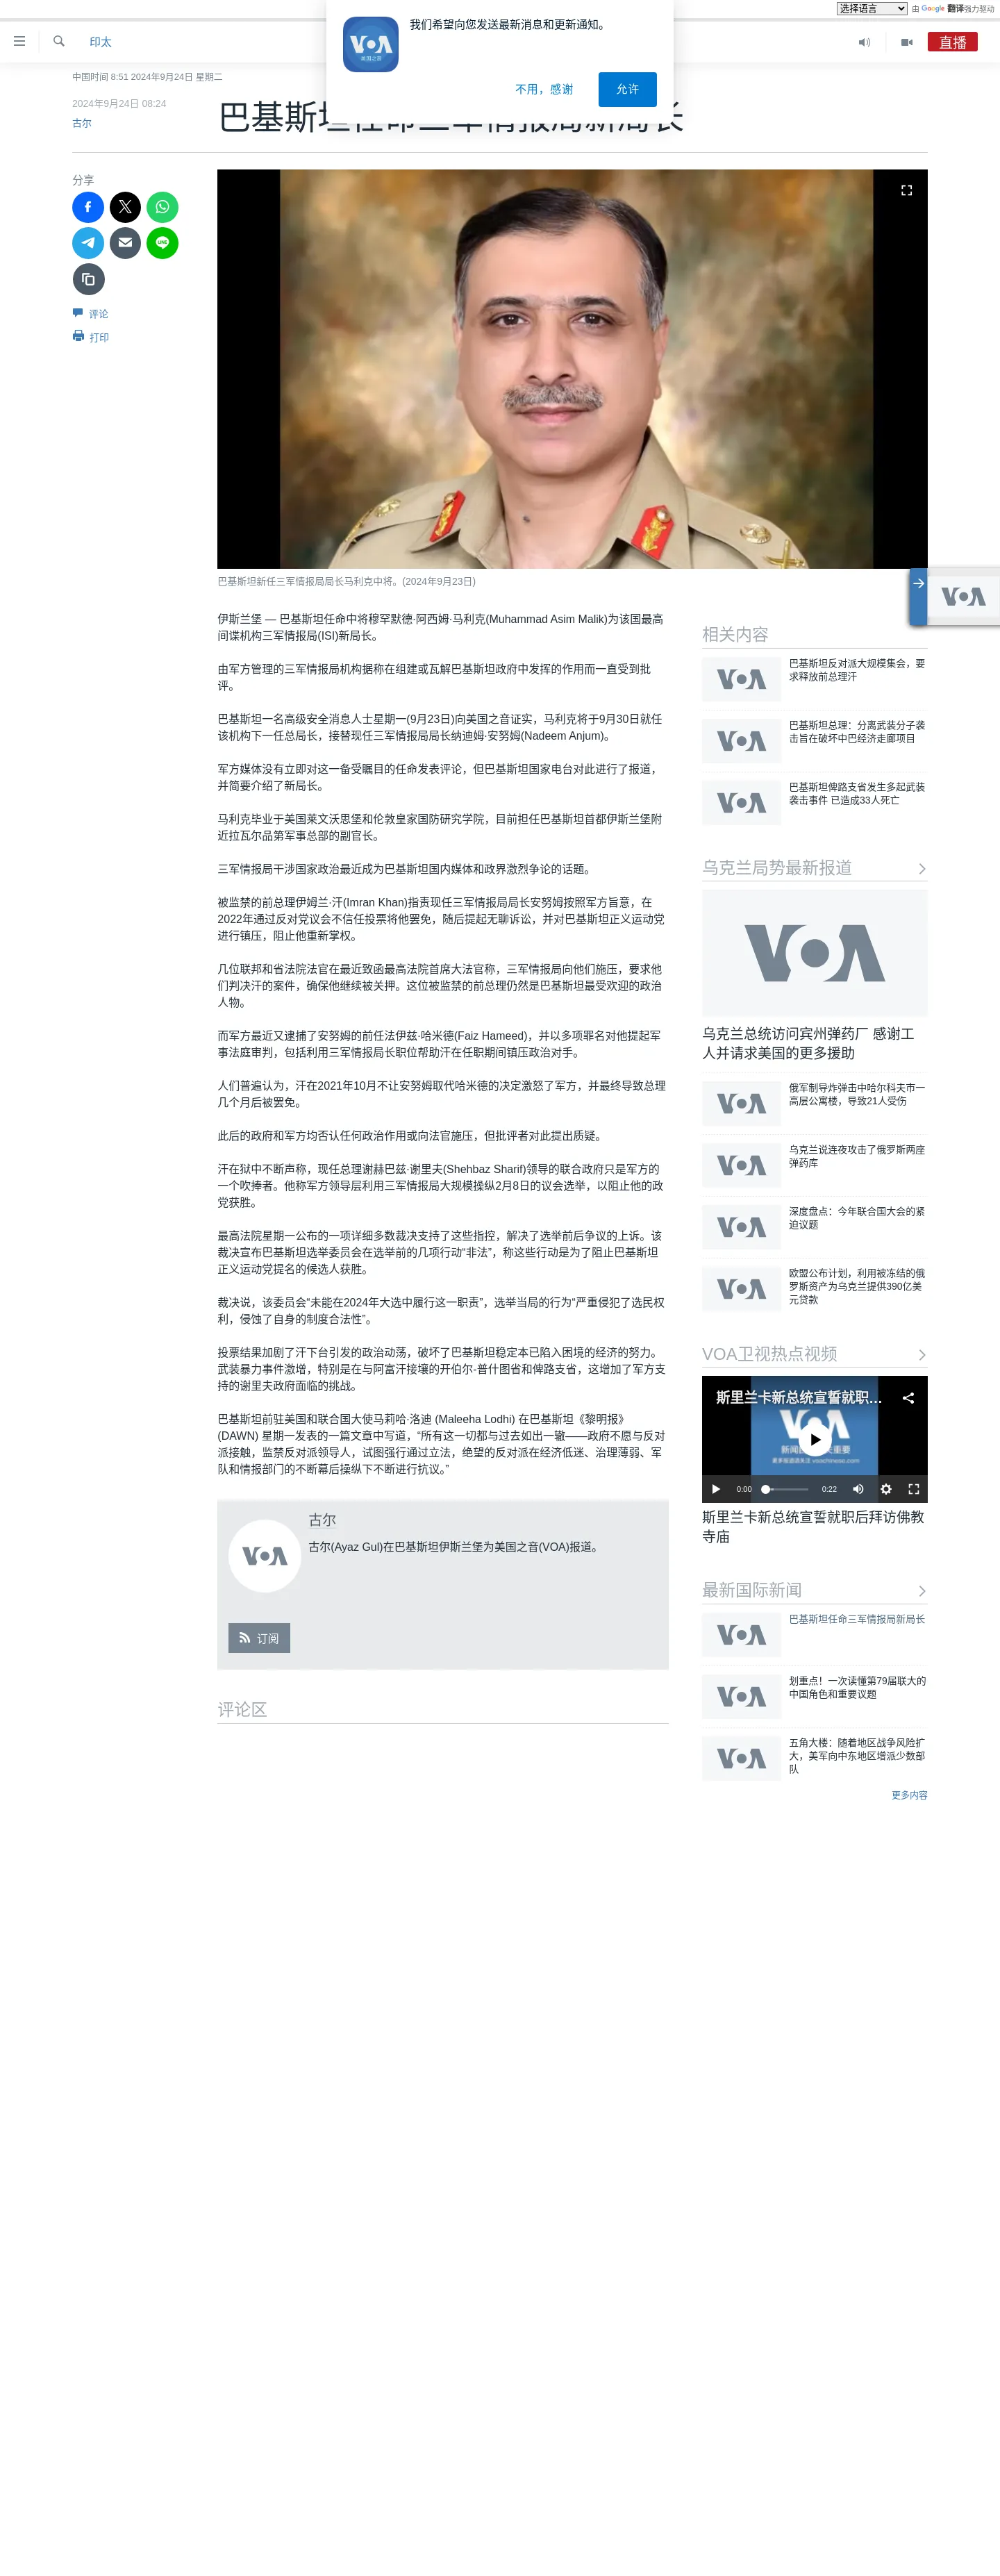 选择语言
由 Google 翻译强力驱动
VOA
美国之音
我们希望向您发送最新消息和更新通知。
不用，感谢
允许
印太
直播
中国时间 8:51 2024年9月24日 星期二
2024年9月24日 08:24
古尔
分享
评论
打印
巴基斯坦新任三军情报局局长马利克中将。(2024年9月23日)
伊斯兰堡 — 巴基斯坦任命中将穆罕默德·阿西姆·马利克(Muhammad Asim Malik)为该国最高
间谍机构三军情报局(ISI)新局长。
由军方管理的三军情报局机构据称在组建或瓦解巴基斯坦政府中发挥的作用而一直受到批
评。
巴基斯坦一名高级安全消息人士星期一(9月23日)向美国之音证实，马利克将于9月30日就任
该机构下一任总局长，接替现任三军情报局局长纳迪姆·安努姆(Nadeem Anjum)。
军方媒体没有立即对这一备受瞩目的任命发表评论，但巴基斯坦国家电台对此进行了报道，
并简要介绍了新局长。
马利克毕业于美国莱文沃思堡和伦敦皇家国防研究学院，目前担任巴基斯坦首都伊斯兰堡附
近拉瓦尔品第军事总部的副官长。
三军情报局干涉国家政治最近成为巴基斯坦国内媒体和政界激烈争论的话题。
被监禁的前总理伊姆兰·汗(Imran Khan)指责现任三军情报局局长安努姆按照军方旨意，在
2022年通过反对党议会不信任投票将他罢免，随后提起无聊诉讼，并对巴基斯坦正义运动党
进行镇压，阻止他重新掌权。
几位联邦和省法院法官在最近致函最高法院首席大法官称，三军情报局向他们施压，要求他
们判决汗的案件，确保他继续被关押。这位被监禁的前总理仍然是巴基斯坦最受欢迎的政治
人物。
而军方最近又逮捕了安努姆的前任法伊兹·哈米德(Faiz Hameed)，并以多项罪名对他提起军
事法庭审判，包括利用三军情报局长职位帮助汗在任职期间镇压政治对手。
人们普遍认为，汗在2021年10月不让安努姆取代哈米德的决定激怒了军方，并最终导致总理
几个月后被罢免。
此后的政府和军方均否认任何政治作用或向法官施压，但批评者对此提出质疑。
汗在狱中不断声称，现任总理谢赫巴兹·谢里夫(Shehbaz Sharif)领导的联合政府只是军方的
一个吹捧者。他称军方领导层利用三军情报局大规模操纵2月8日的议会选举，以阻止他的政
党获胜。
最高法院星期一公布的一项详细多数裁决支持了这些指控，解决了选举前后争议的上诉。该
裁决宣布巴基斯坦选举委员会在选举前的几项行动“非法”，称这些行动是为了阻止巴基斯坦
正义运动党提名的候选人获胜。
裁决说，该委员会“未能在2024年大选中履行这一职责”，选举当局的行为“严重侵犯了选民权
利，侵蚀了自身的制度合法性”。
投票结果加剧了汗下台引发的政治动荡，破坏了巴基斯坦稳定本已陷入困境的经济的努力。
武装暴力事件激增，特别是在与阿富汗接壤的开伯尔-普什图省和俾路支省，这增加了军方支
持的谢里夫政府面临的挑战。
巴基斯坦前驻美国和联合国大使马莉哈·洛迪 (Maleeha Lodhi) 在巴基斯坦《黎明报》
(DAWN) 星期一发表的一篇文章中写道，“所有这一切都与过去如出一辙——政府不愿与反对
派接触，监禁反对派领导人，试图强行通过立法，绝望的反对派在经济低迷、治理薄弱、军
队和情报部门的不断幕后操纵下不断进行抗议。”
VOA
古尔
古尔(Ayaz Gul)在巴基斯坦伊斯兰堡为美国之音(VOA)报道。
订阅
评论区
VOA
相关内容
VOA
巴基斯坦反对派大规模集会，要
求释放前总理汗
VOA
巴基斯坦总理：分离武装分子袭
击旨在破坏中巴经济走廊项目
VOA
巴基斯坦俾路支省发生多起武装
袭击事件 已造成33人死亡
乌克兰局势最新报道
VOA
乌克兰总统访问宾州弹药厂 感谢工
人并请求美国的更多援助
VOA
俄军制导炸弹击中哈尔科夫市一
高层公寓楼，导致21人受伤
VOA
乌克兰说连夜攻击了俄罗斯两座
弹药库
VOA
深度盘点：今年联合国大会的紧
迫议题
VOA
欧盟公布计划，利用被冻结的俄
罗斯资产为乌克兰提供390亿美
元贷款
VOA卫视热点视频
斯里兰卡新总统宣誓就职...
0:00
0:22
斯里兰卡新总统宣誓就职后拜访佛教
寺庙
最新国际新闻
VOA
巴基斯坦任命三军情报局新局长
VOA
划重点！一次读懂第79届联大的
中国角色和重要议题
VOA
五角大楼：随着地区战争风险扩
大，美军向中东地区增派少数部
队
更多内容